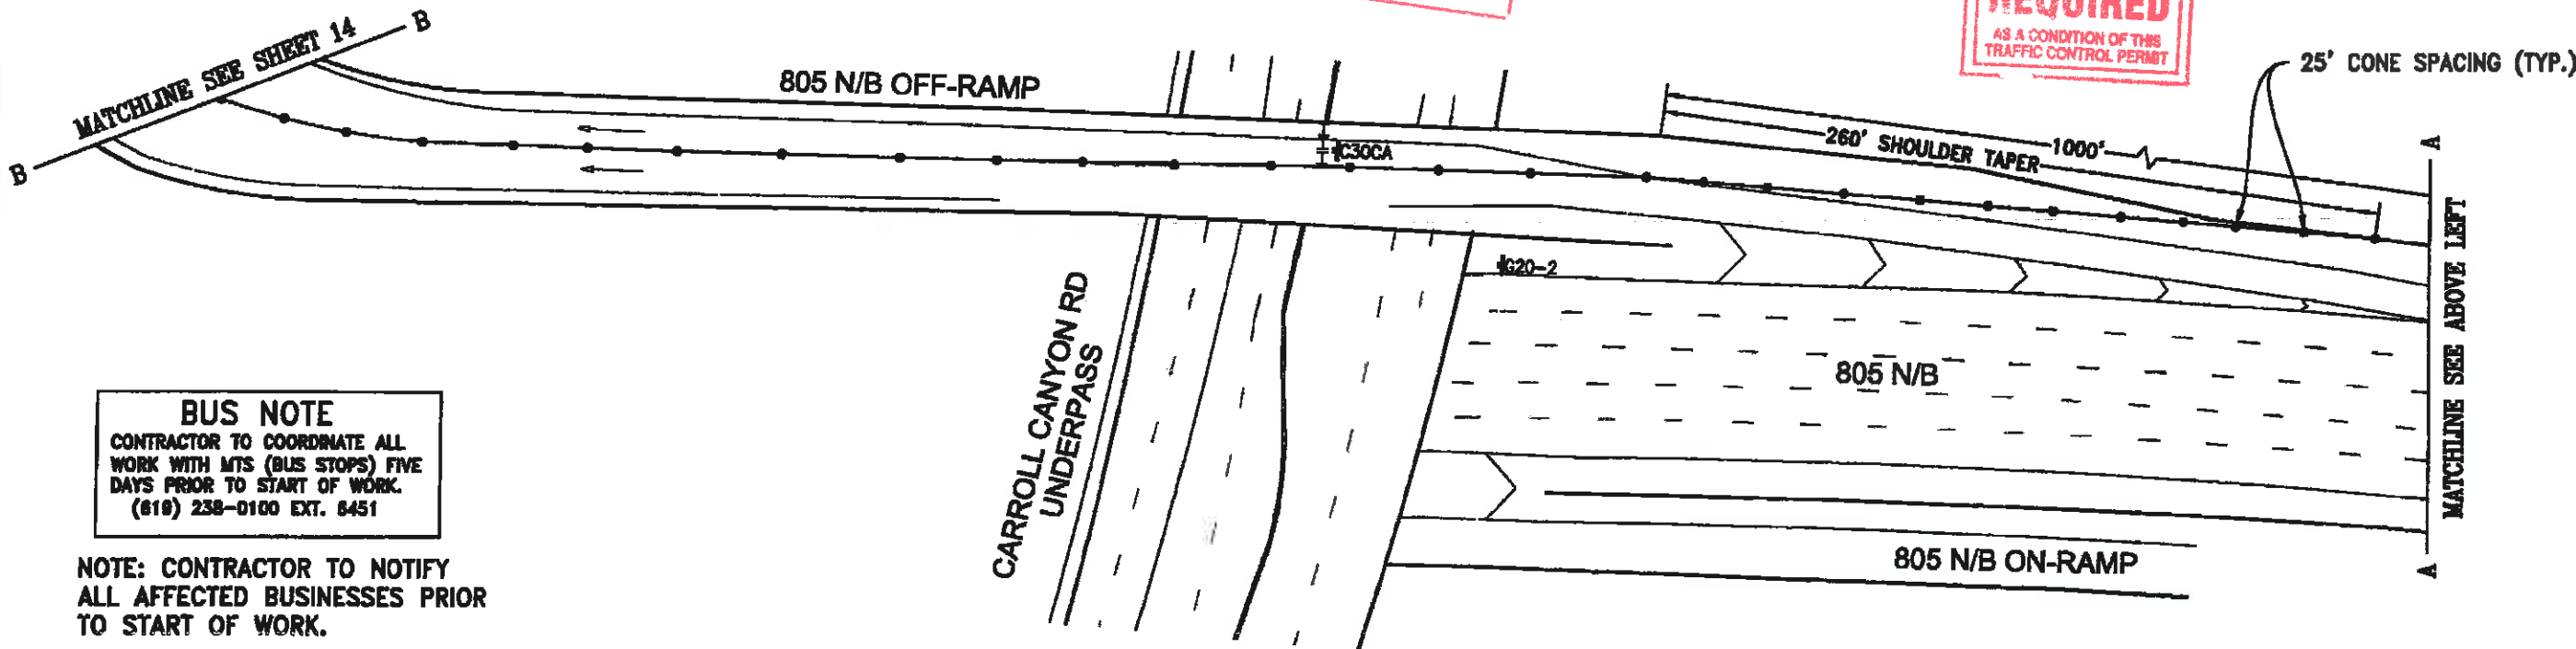 REQUIRED
AS A CONDITION OF THIS
TRAFFIC CONTROL PERMIT
B
MATCHLINE SEE SHEET 14
B
805 N/B OFF-RAMP
25' CONE SPACING (TYP.)
1000'
260' SHOULDER TAPER
C30CA
A
MATCHLINE SEE ABOVE LEFT
A
G20-2
805 N/B
CARROLL CANYON RD
UNDERPASS
805 N/B ON-RAMP
BUS NOTE
CONTRACTOR TO COORDINATE ALL
WORK WITH MTS (BUS STOPS) FIVE
DAYS PRIOR TO START OF WORK.
(619) 238-0100 EXT. 6451
NOTE: CONTRACTOR TO NOTIFY
ALL AFFECTED BUSINESSES PRIOR
TO START OF WORK.